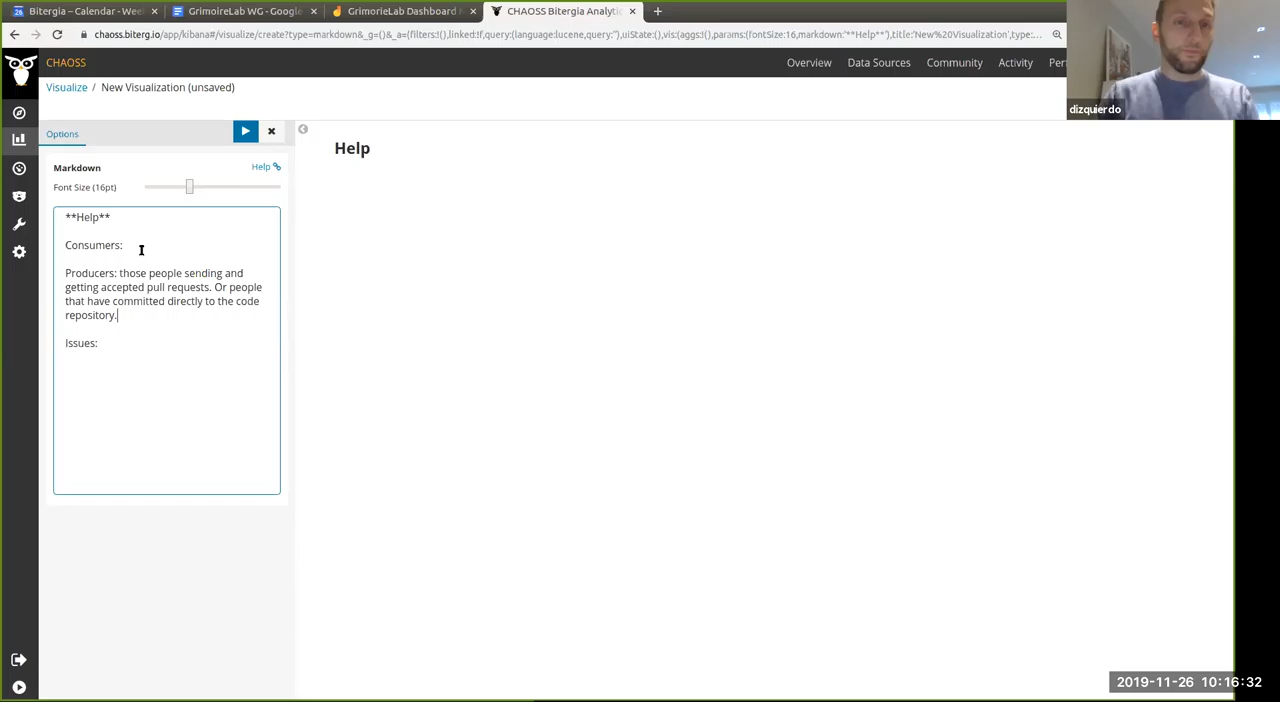 Bitergia – Calendar - Wee
GrimoireLab WG - Google
GrimorieLab Dashboard
CHAOSS Bitergia Analytic
chaoss.biterg.io/app/kibana#/visualize/create?type=markdown&_g=()&_a=(filters:!(),linked:!f,query:(language:lucene,query:''),uiState:(),vis:(aggs:!(),params:(fontSize:16,markdown:'**Help**'),title:'New%20Visualization',type:...
CHAOSS
Overview
Data Sources
Community
Activity
Per
dizquierdo
Visualize / New Visualization (unsaved)
Options
Markdown
Help
Font Size (16pt)
**Help**
Consumers:
Producers: those people sending and
getting accepted pull requests. Or people
that have committed directly to the code
repository.
Issues:
Help
2019-11-26 10:16:32